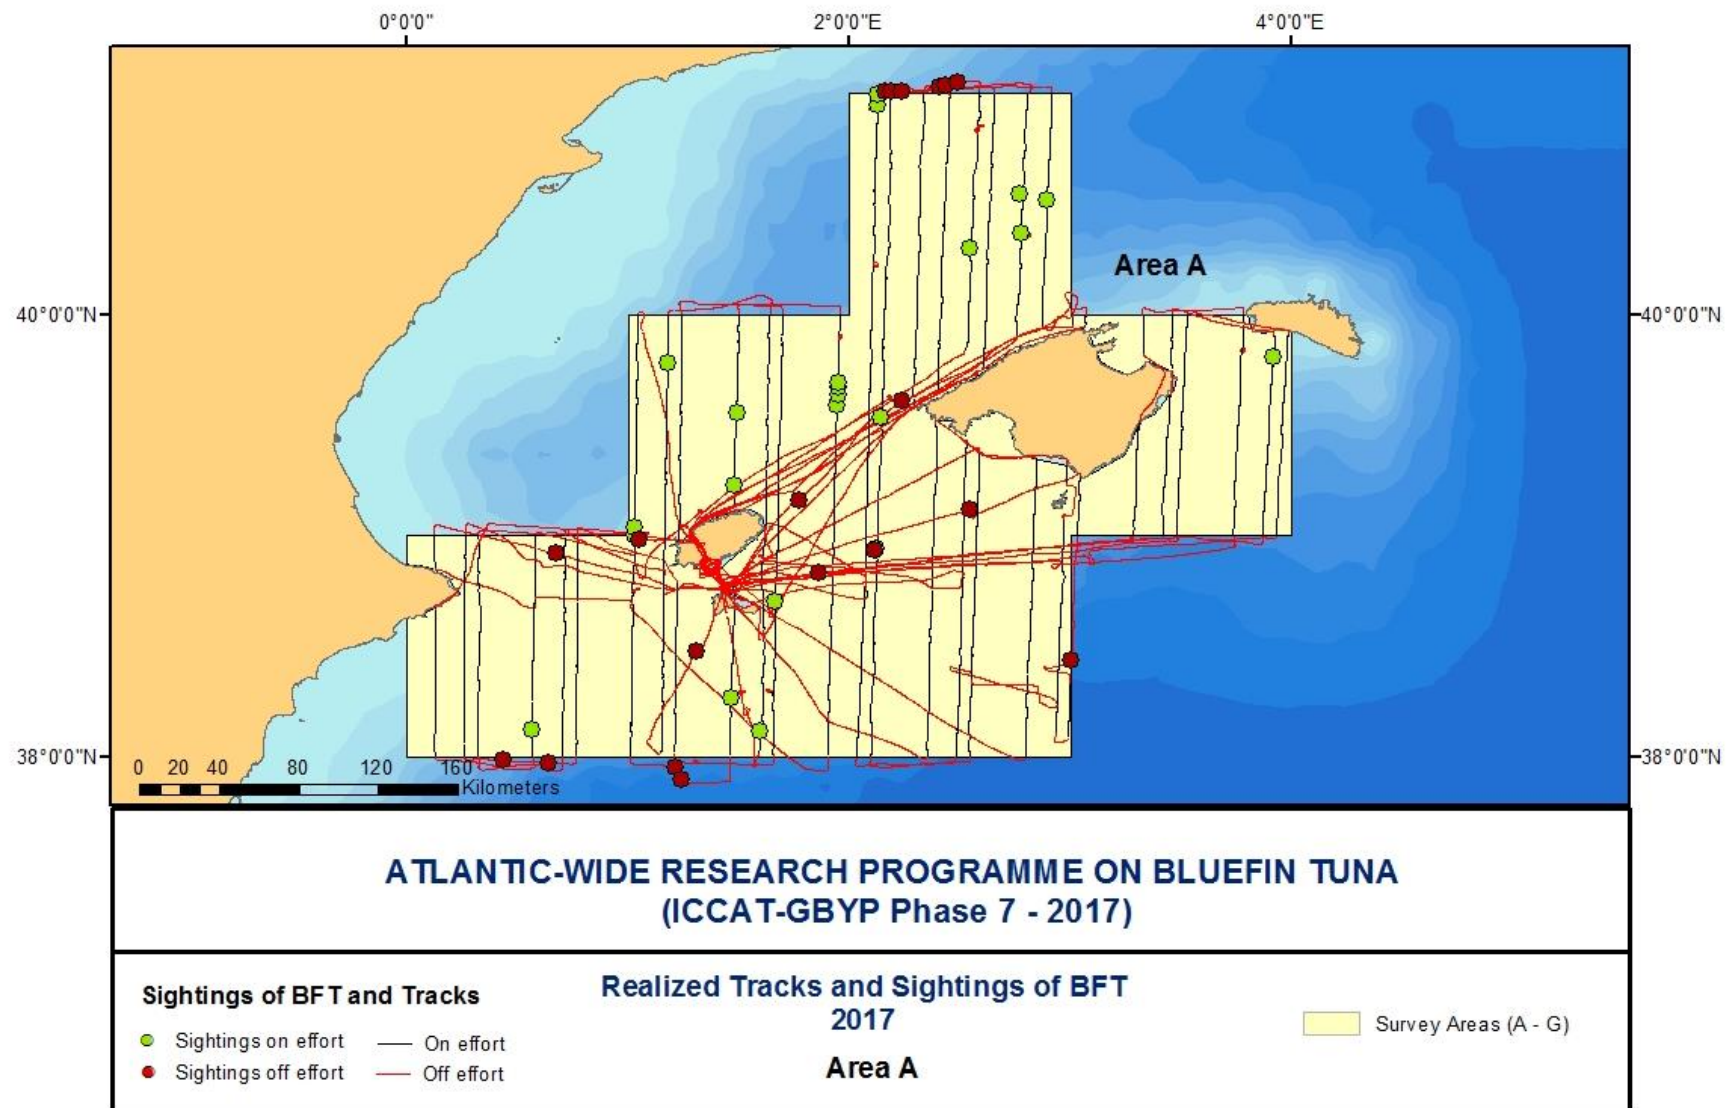 0°0'0"
2°0'0"E
4°0'0"E
Area A
40°0'0"N
40°0'0"N
38°0'0"N
38°0'0"N
0 20 40 80 120 160
Kilometers
ATLANTIC-WIDE RESEARCH PROGRAMME ON BLUEFIN TUNA
(ICCAT-GBYP Phase 7 - 2017)
Sightings of BFT and Tracks
Sightings on effort
On effort
Sightings off effort
Off effort
Realized Tracks and Sightings of BFT
2017
Area A
Survey Areas (A - G)